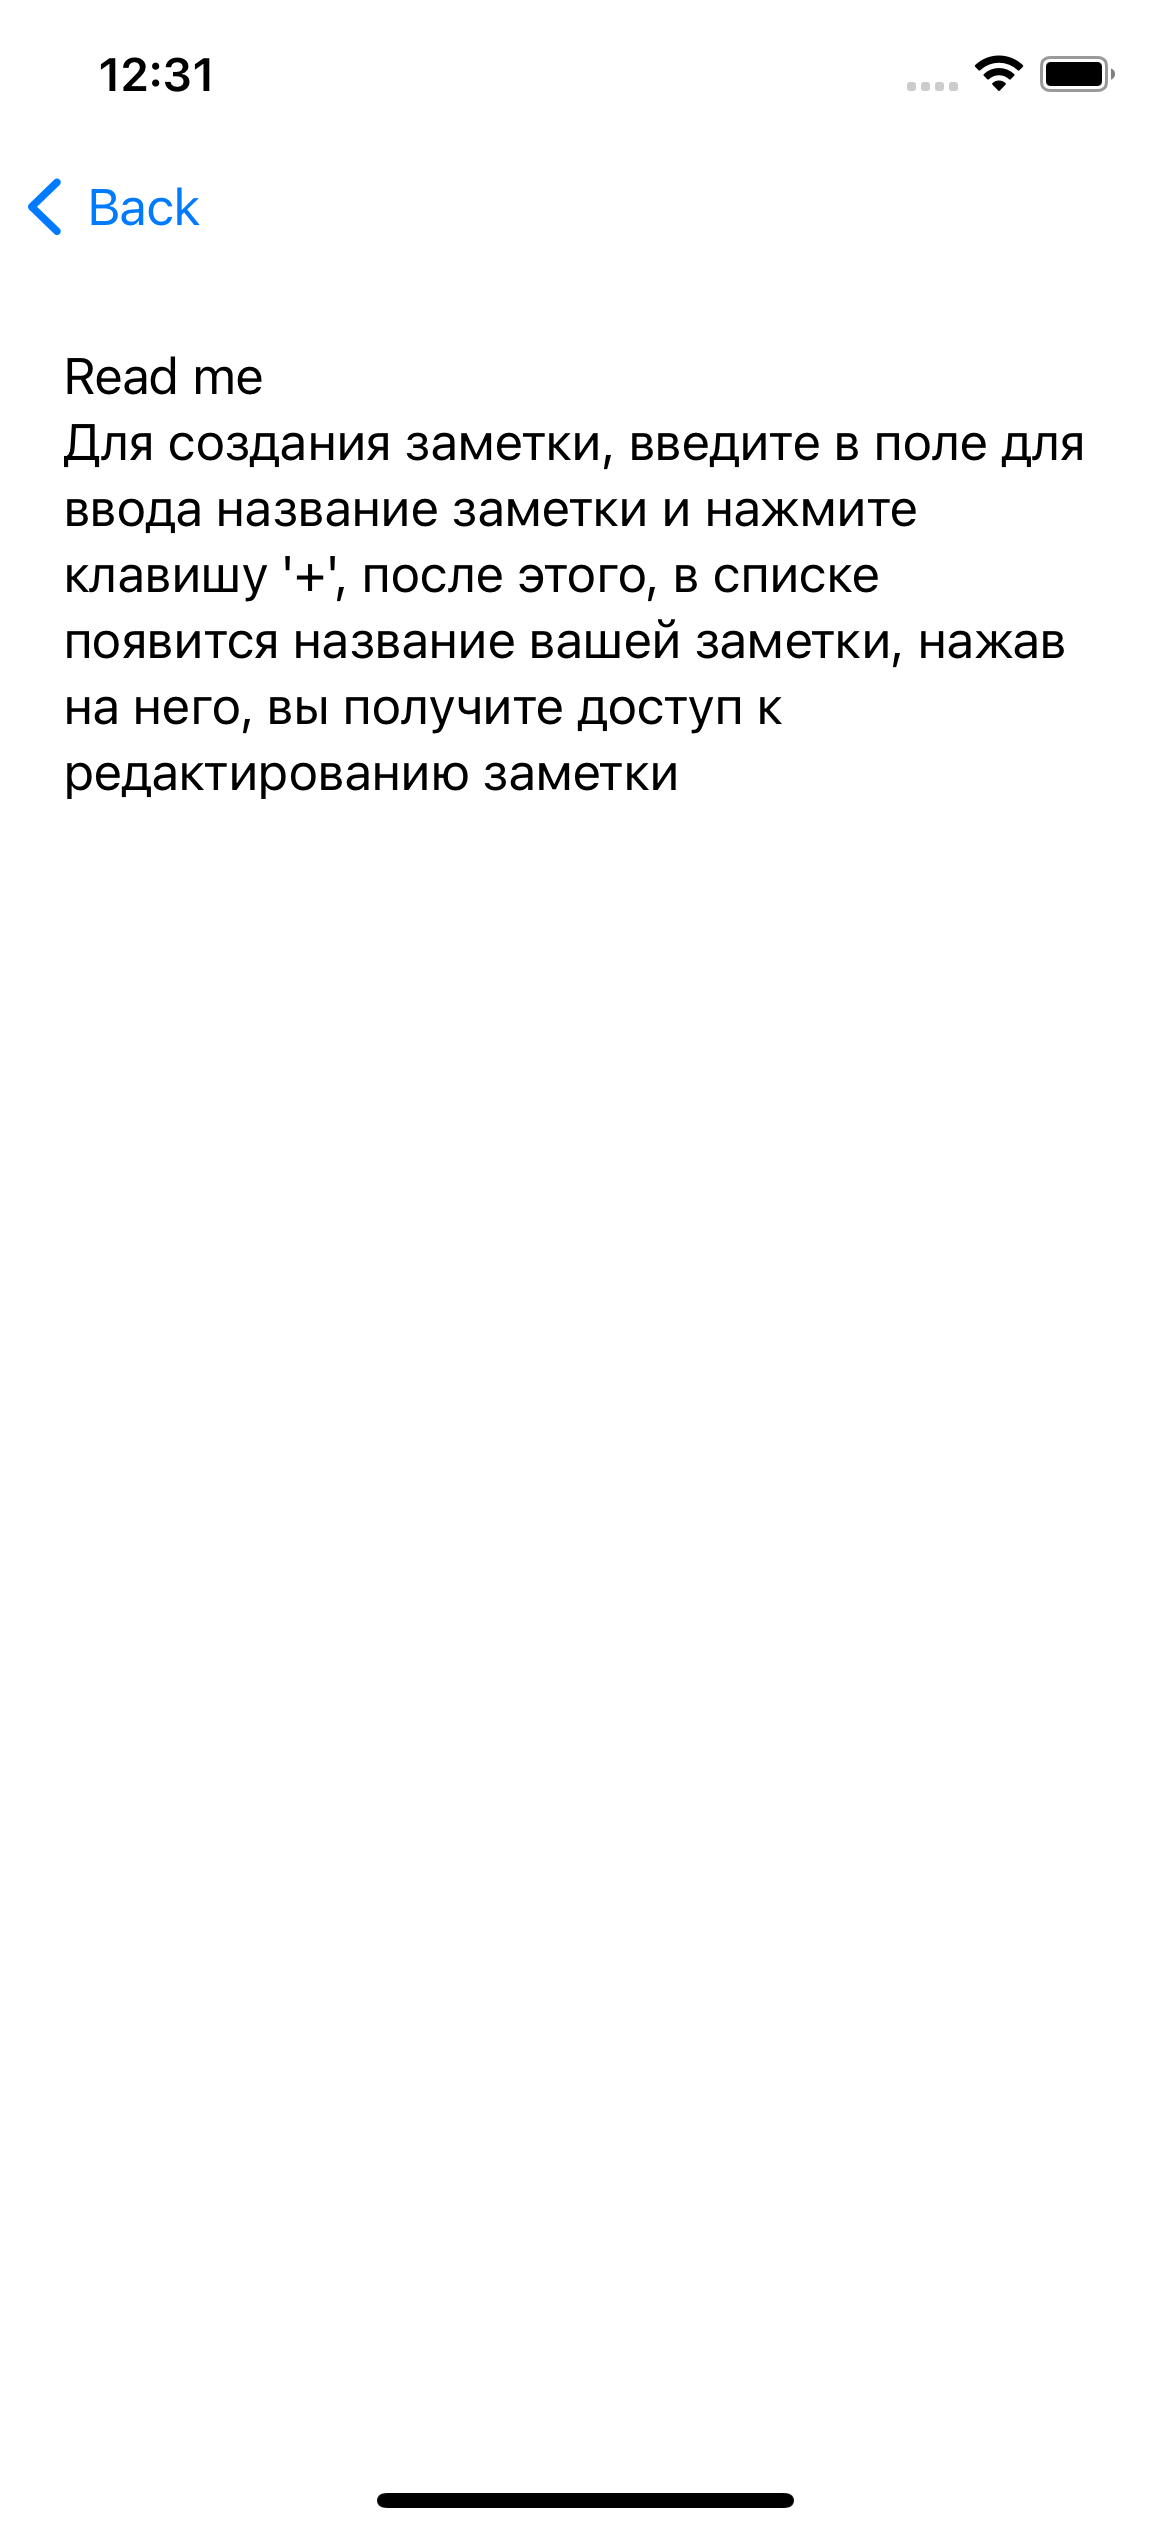 12:31
Back
Read me
Для создания заметки, введите в поле для
ввода название заметки и нажмите
клавишу '+', после этого, в списке
появится название вашей заметки, нажав
на него, вы получите доступ к
редактированию заметки